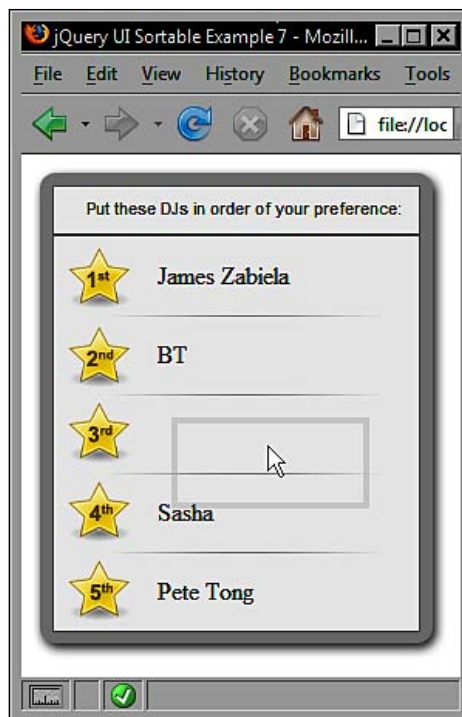 jQuery UI Sortable Example 7 - Mozill...
File Edit View History Bookmarks Tools
file://loc
Put these DJs in order of your preference:
1st James Zabiela
2nd BT
3rd
4th Sasha
5th Pete Tong